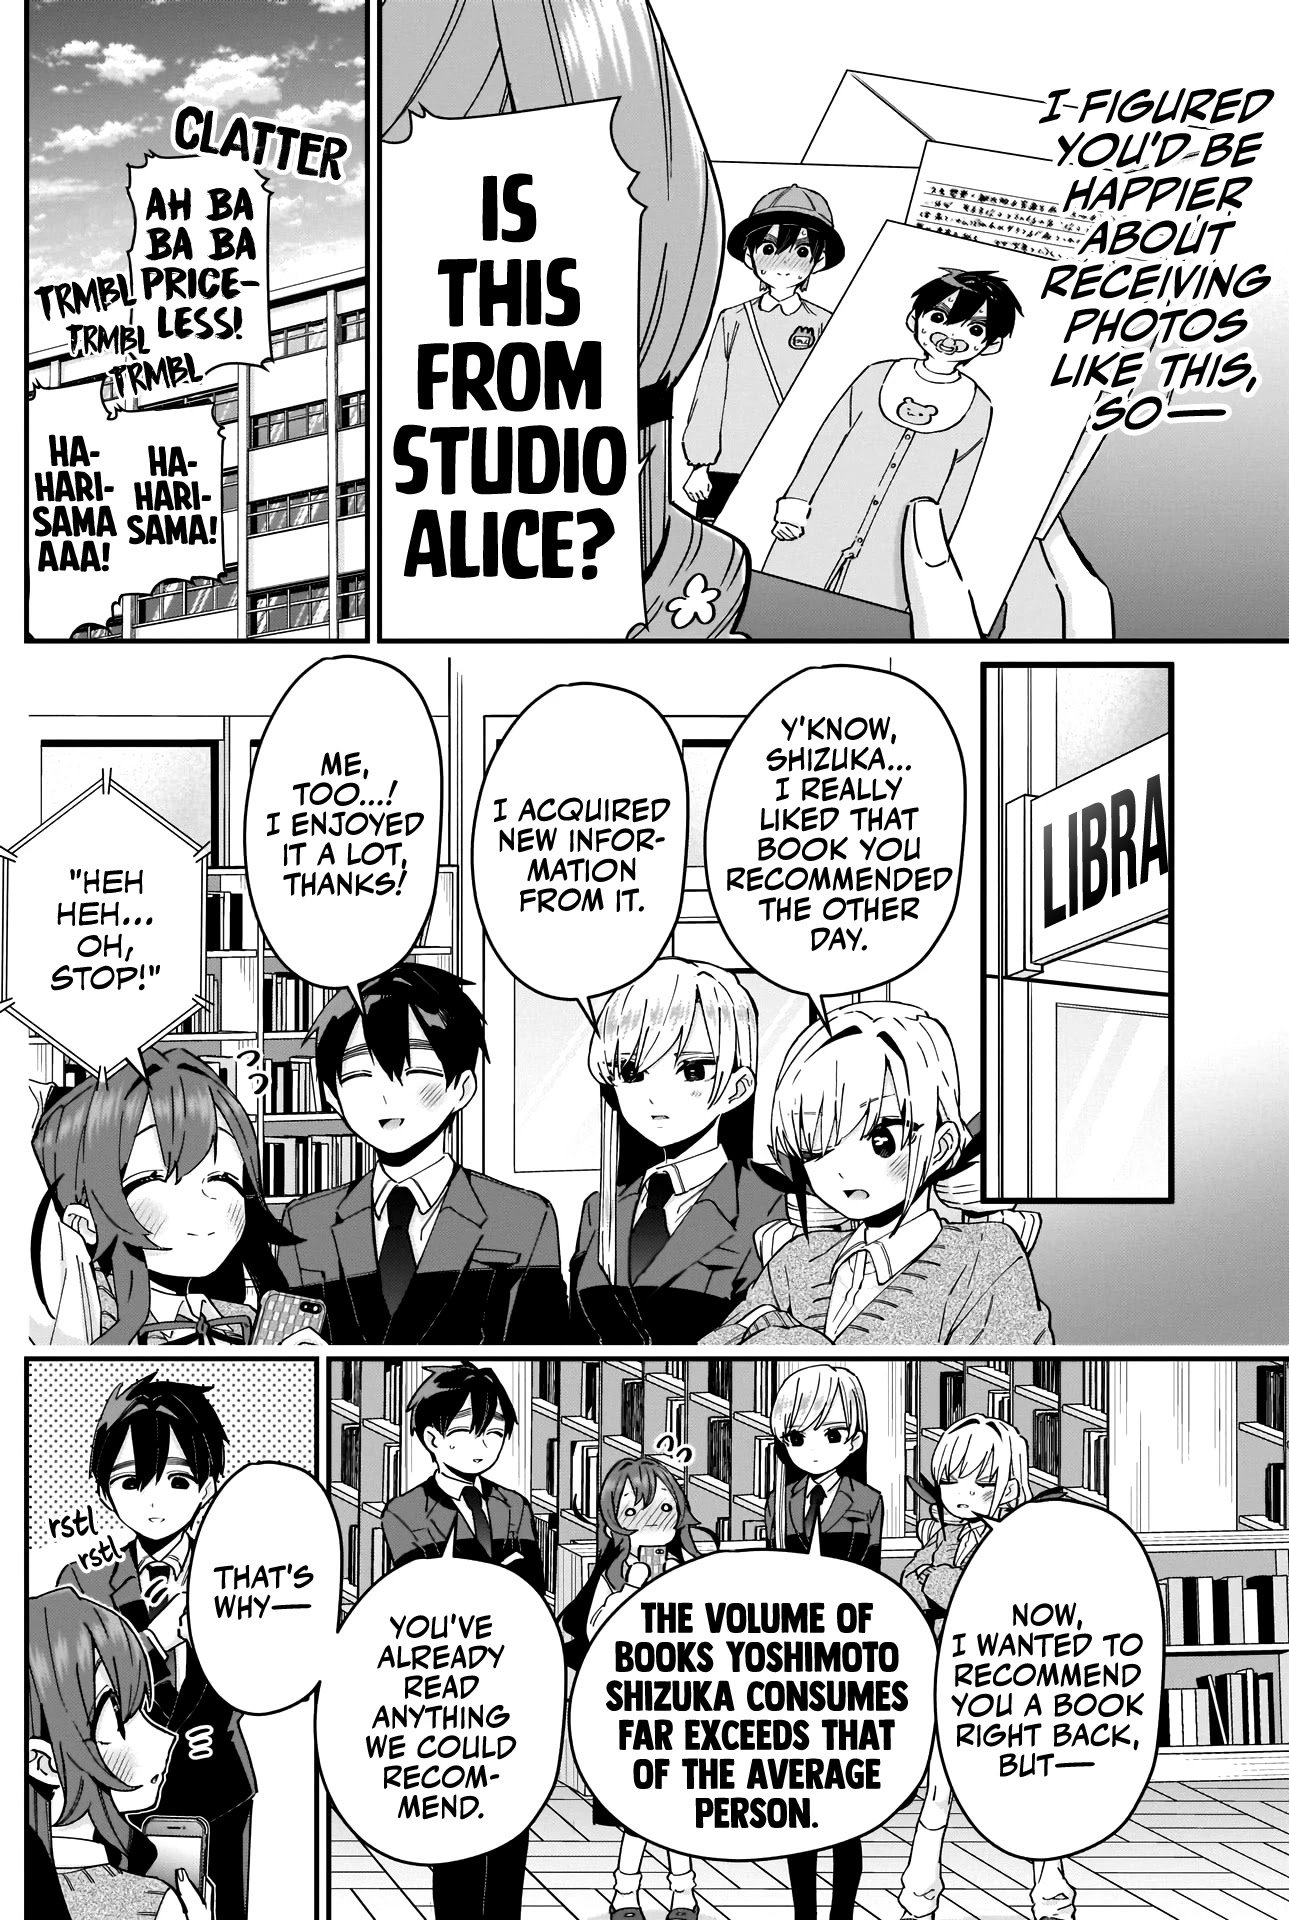 I FIGURED
YOU'D BE
HAPPIER
ABOUT
RECEIVING
PHOTOS
LIKE THIS,
SO—
IS
THIS
FROM
STUDIO
ALICE?
CLATTER
AH BA
BA BA
PRICE-
LESS!
TRMBL
TRMBL
TRMBL
HA-
HARI-
SAMA!
HA-
HARI-
SAMA
AAA!
LIBRA
Y'KNOW,
SHIZUKA...
I REALLY
LIKED THAT
BOOK YOU
RECOMMENDED
THE OTHER
DAY.
I ACQUIRED
NEW INFOR-
MATION
FROM IT.
ME,
TOO...!
I ENJOYED
IT A LOT,
THANKS!
"HEH
HEH...
OH,
STOP!"
NOW,
I WANTED TO
RECOMMEND
YOU A BOOK
RIGHT BACK,
BUT—
THE VOLUME OF
BOOKS YOSHIMOTO
SHIZUKA CONSUMES
FAR EXCEEDS THAT
OF THE AVERAGE
PERSON.
YOU'VE
ALREADY
READ
ANYTHING
WE COULD
RECOM-
MEND.
THAT'S
WHY—
rstl
rstl